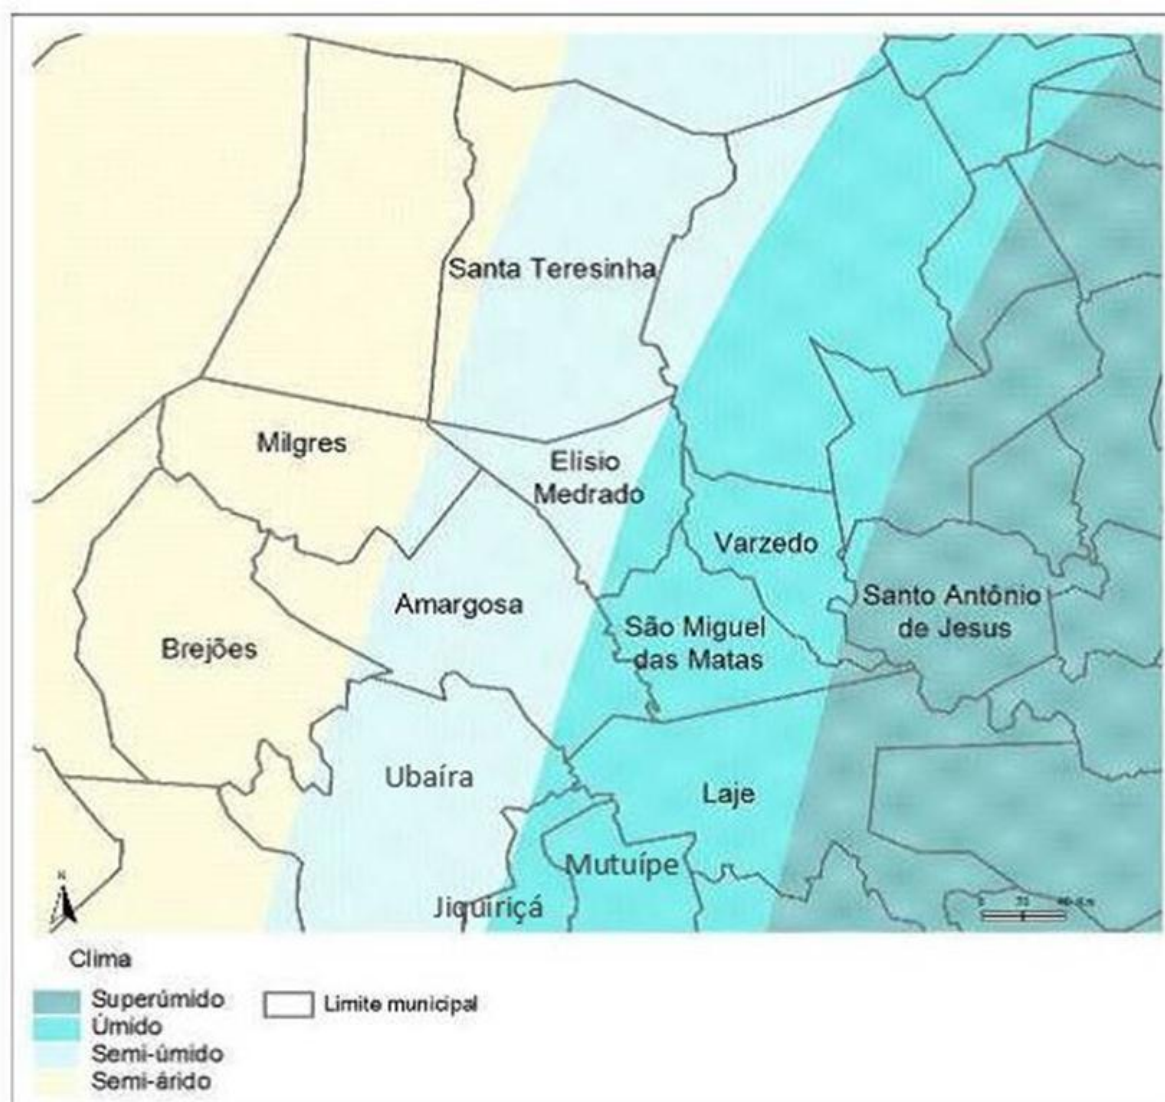 Santa Teresinha
Milgres
Elisio
Medrado
Varzedo
Amargosa
Santo Antônio
de Jesus
São Miguel
das Matas
Brejões
Ubaíra
Laje
Mutuípe
Jiquiriçá
N
Clima
Superúmido
Úmido
Semi-úmido
Semi-árido
Limite municipal